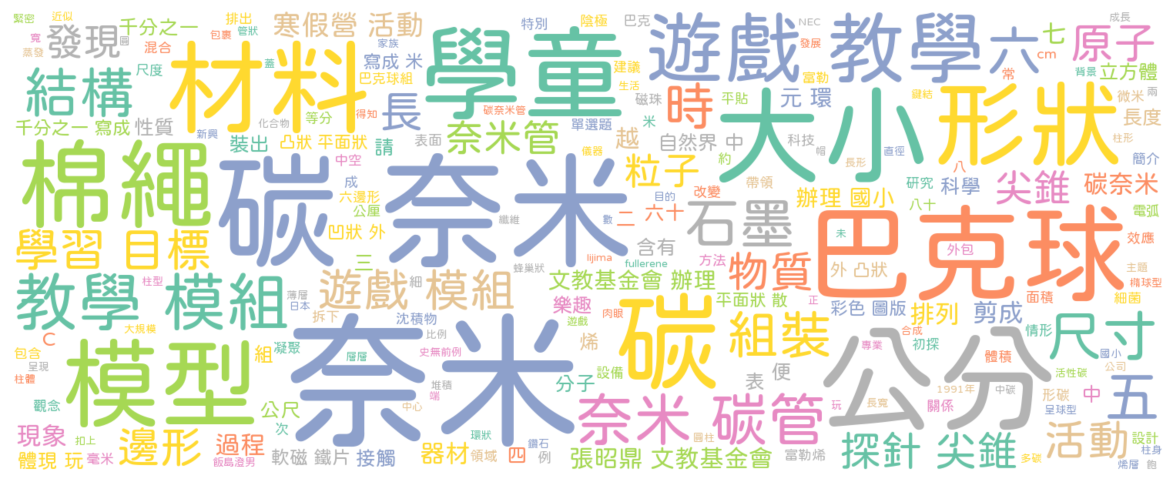 緊密 近似 千分之一 排出 寒假營 活動 特別 陰極 巴克 NEC 成長
寬 發現 混合 包裹 管狀 圓 家族 學童 建議 遊戲 教學 發展 六 七 cm 原子
蒸發 尺度 蓋 寫成 米 巴克球組 生活 富勒 常 背景 立方體
結構 材料 等分 得知 長 碳奈米管 磁珠 平貼 時 元 環 大小 形狀 鍵結 微米 兩
千分之一 寫成 性質 新興 化合物 凸狀 平面狀 表面 奈米管 單選題 米 越 自然界 中 科技 儀器 帽 直徑 長度 柱形
棉繩 裝出 中空 請 碳 奈米 成 六邊形 粒子 約 帶領 長形 八 研究 科學 尖錐 簡介 碳奈米
公厘 纖維 目的 數 改變 二 六十 辦理 國小 八十 電弧
學習 目標 凹狀 外 三 lijima fullerene 含有 方法 石墨 未 巴克球 外包 效應
蜂巢狀 物質 外 凸狀 主題 橢球型
教學 模組 柱型 薄層 日本 遊戲 模組 細 文教基金會 辦理 樂趣 平面狀 散 正 彩色 圖版 排列 剪成 面積 細菌
大規模 拆下 沈積物 肉眼 遊戲 碳 組裝 合成 初探 情形 尺寸
C 包含 呈現 模型 組 凝聚 比例 奈米 史無前例 層層 烯 公分 專業 體積 國小 公司
柱體 堆積 端 分子 設備 表 便 1991年 中碳 形碳 活性碳 中 五
觀念 公尺 中心 奈米 碳管 玩 長寬 關係 呈球型
現象 扣上 邊形 次 過程 環狀 鑽石 圓柱 活動 設計 柱身
體現 玩 毫米 飯島澄男 軟磁 鐵片 接觸 器材 領域 四 例 張昭鼎 文教基金會 富勒烯 探針 尖錐 多碳 烯層 飽